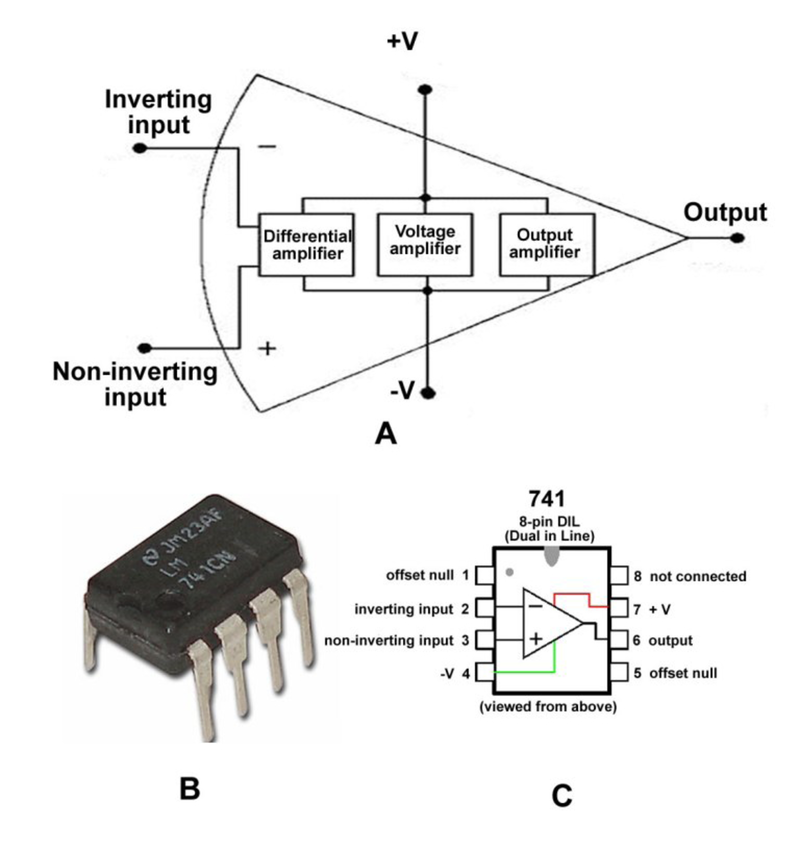 +V
Inverting
input
−
Differential
amplifier
Voltage
amplifier
Output
amplifier
Output
+
Non-inverting
input
-V
A
JM23AF
LM
741CN
B
741
8-pin DIL
(Dual in Line)
offset null 1
8 not connected
inverting input 2
−
7 + V
non-inverting input 3
+
6 output
-V 4
5 offset null
(viewed from above)
C